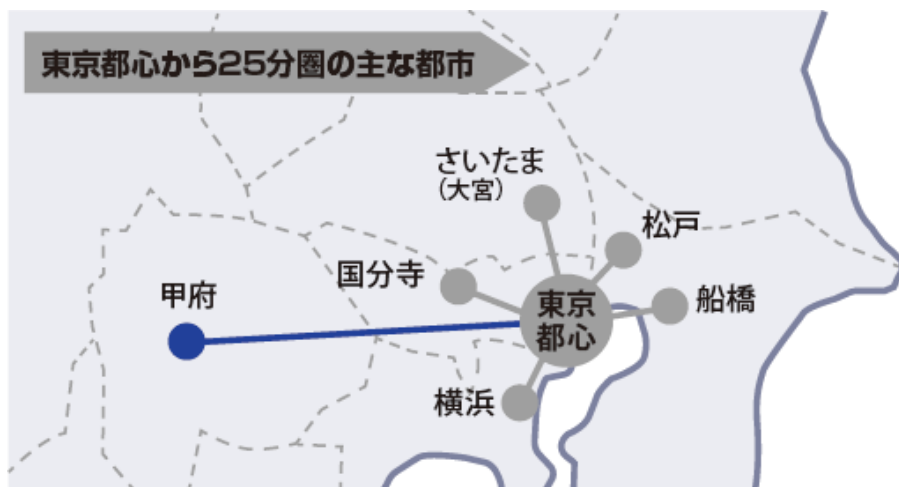 東京都心から25分圏の主な都市
さいたま
（大宮）
松戸
国分寺
甲府
船橋
東京
都心
横浜